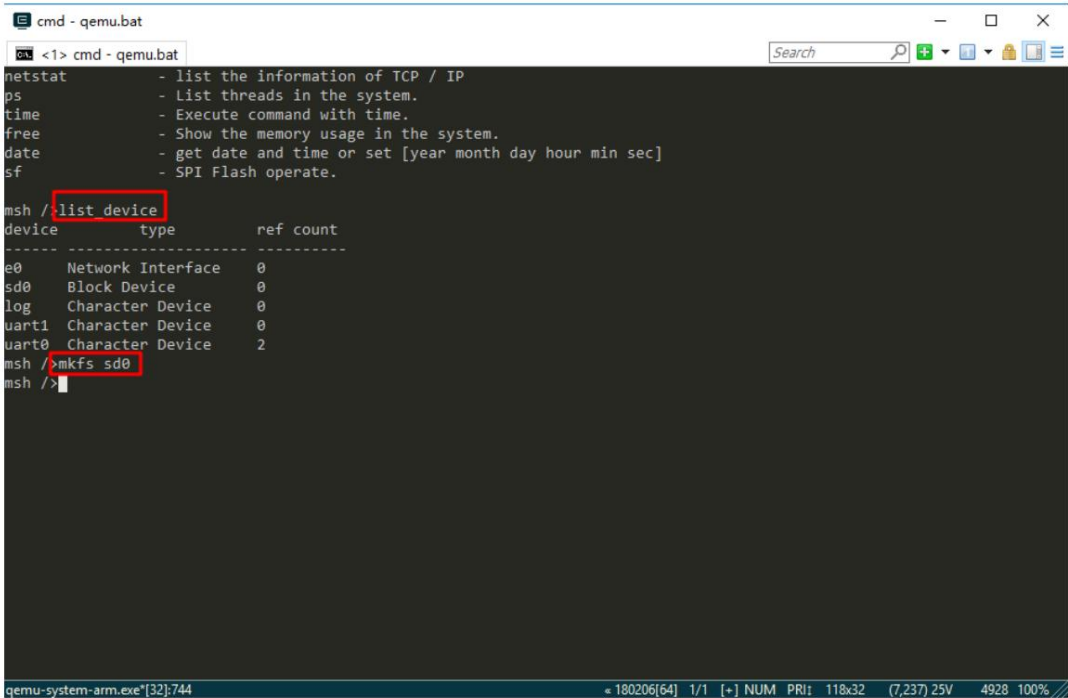 cmd - qemu.bat
<1> cmd - qemu.bat
Search
netstat - list the information of TCP / IP
ps - List threads in the system.
time - Execute command with time.
free - Show the memory usage in the system.
date - get date and time or set [year month day hour min sec]
sf - SPI Flash operate.
msh />list_device
device type ref count
------ -------------------- ----------
e0 Network Interface 0
sd0 Block Device 0
log Character Device 0
uart1 Character Device 0
uart0 Character Device 2
msh />mkfs sd0
msh />
qemu-system-arm.exe*[32]:744 « 180206[64] 1/1 [+] NUM PRI↕ 118x32 (7,237) 25V 4928 100%